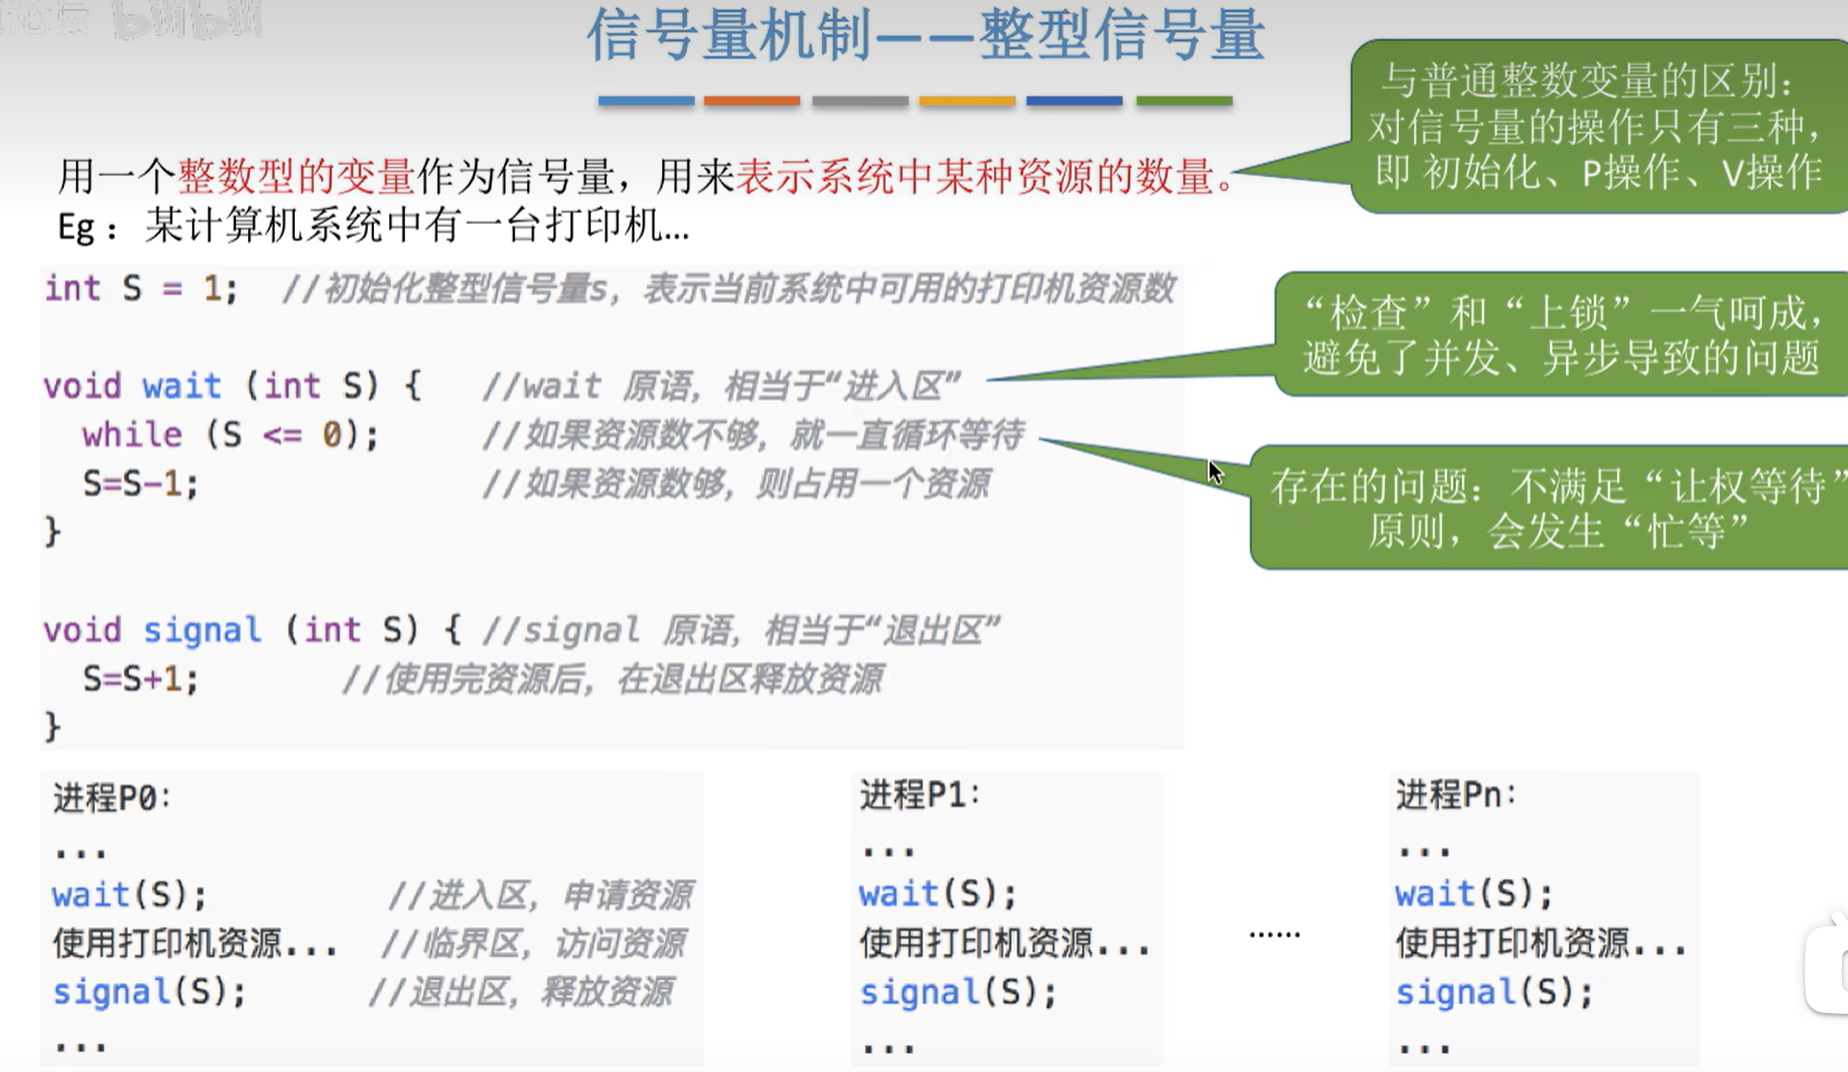 bilibili
信号量机制——整型信号量
与普通整数变量的区别：
对信号量的操作只有三种，
即 初始化、P操作、V操作
用一个整数型的变量作为信号量，用来表示系统中某种资源的数量。
Eg：某计算机系统中有一台打印机...
int S = 1;  //初始化整型信号量s，表示当前系统中可用的打印机资源数
“检查”和“上锁”一气呵成，
避免了并发、异步导致的问题
void wait (int S) {   //wait 原语，相当于“进入区”
  while (S <= 0);     //如果资源数不够，就一直循环等待
  S=S-1;              //如果资源数够，则占用一个资源
}
存在的问题：不满足“让权等待”
原则，会发生“忙等”
void signal (int S) { //signal 原语，相当于“退出区”
  S=S+1;       //使用完资源后，在退出区释放资源
}
进程P0：
...
wait(S);         //进入区，申请资源
使用打印机资源...  //临界区，访问资源
signal(S);      //退出区，释放资源
...
进程P1：
...
wait(S);
使用打印机资源...
signal(S);
...
......
进程Pn：
...
wait(S);
使用打印机资源...
signal(S);
...